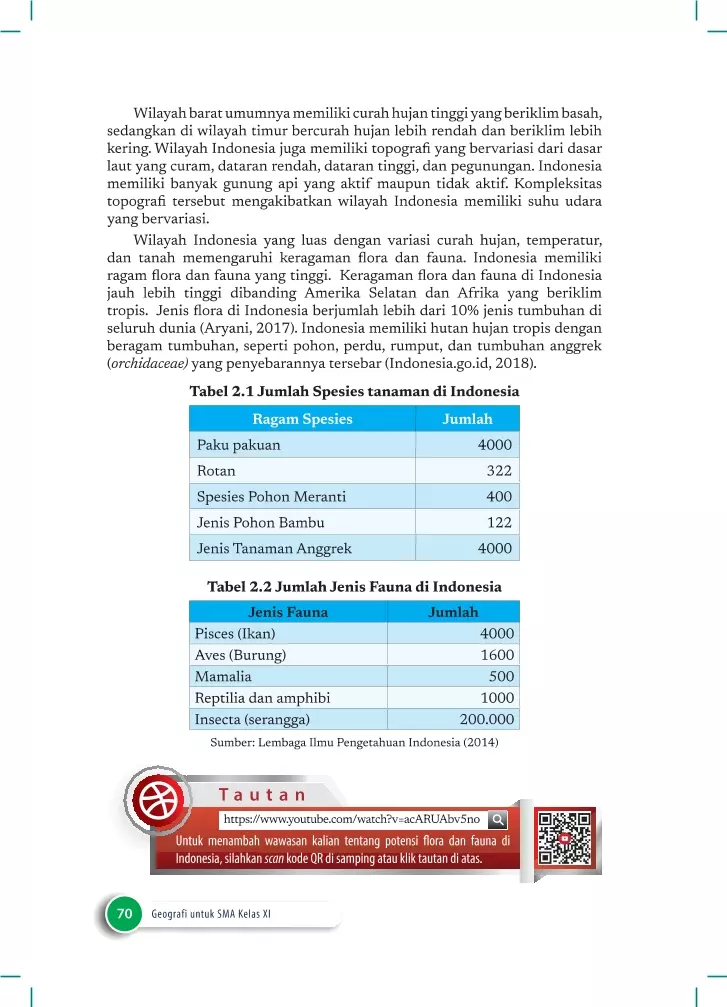 Wilayah barat umumnya memiliki curah hujan tinggi yang beriklim basah,
sedangkan di wilayah timur bercurah hujan lebih rendah dan beriklim lebih
kering. Wilayah Indonesia juga memiliki topografi yang bervariasi dari dasar
laut yang curam, dataran rendah, dataran tinggi, dan pegunungan. Indonesia
memiliki banyak gunung api yang aktif maupun tidak aktif. Kompleksitas
topografi tersebut mengakibatkan wilayah Indonesia memiliki suhu udara
yang bervariasi.
Wilayah Indonesia yang luas dengan variasi curah hujan, temperatur,
dan tanah memengaruhi keragaman flora dan fauna. Indonesia memiliki
ragam flora dan fauna yang tinggi. Keragaman flora dan fauna di Indonesia
jauh lebih tinggi dibanding Amerika Selatan dan Afrika yang beriklim
tropis. Jenis flora di Indonesia berjumlah lebih dari 10% jenis tumbuhan di
seluruh dunia (Aryani, 2017). Indonesia memiliki hutan hujan tropis dengan
beragam tumbuhan, seperti pohon, perdu, rumput, dan tumbuhan anggrek
(orchidaceae) yang penyebarannya tersebar (Indonesia.go.id, 2018).
Tabel 2.1 Jumlah Spesies tanaman di Indonesia
Ragam Spesies Jumlah
Paku pakuan 4000
Rotan 322
Spesies Pohon Meranti 400
Jenis Pohon Bambu 122
Jenis Tanaman Anggrek 4000
Tabel 2.2 Jumlah Jenis Fauna di Indonesia
Jenis Fauna Jumlah
Pisces (Ikan) 4000
Aves (Burung) 1600
Mamalia 500
Reptilia dan amphibi 1000
Insecta (serangga) 200.000
Sumber: Lembaga Ilmu Pengetahuan Indonesia (2014)
Tautan
https://www.youtube.com/watch?v=acARUAbv5no
Untuk menambah wawasan kalian tentang potensi flora dan fauna di
Indonesia, silahkan scan kode QR di samping atau klik tautan di atas.
70 Geografi untuk SMA Kelas XI